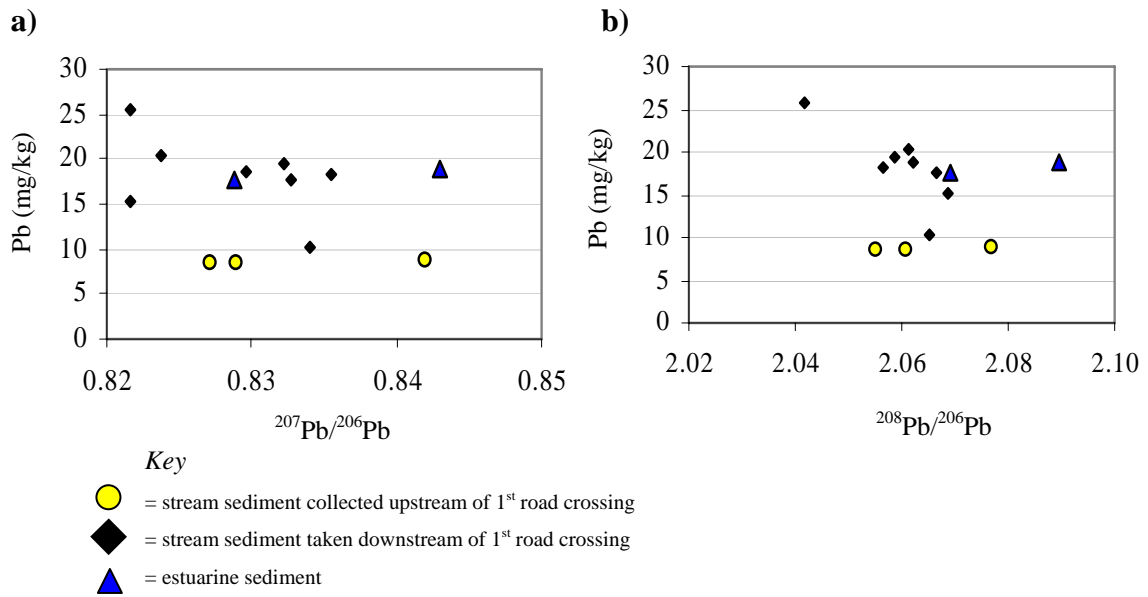 a)
30
25
20
15
10
5
0
Pb (mg/kg)
0.82 0.83 0.84 0.85
²⁰⁷Pb/²⁰⁶Pb
b)
30
25
20
15
10
5
0
Pb (mg/kg)
2.02 2.04 2.06 2.08 2.10
²⁰⁸Pb/²⁰⁶Pb
Key
= stream sediment collected upstream of 1ˢᵗ road crossing
= stream sediment taken downstream of 1ˢᵗ road crossing
= estuarine sediment